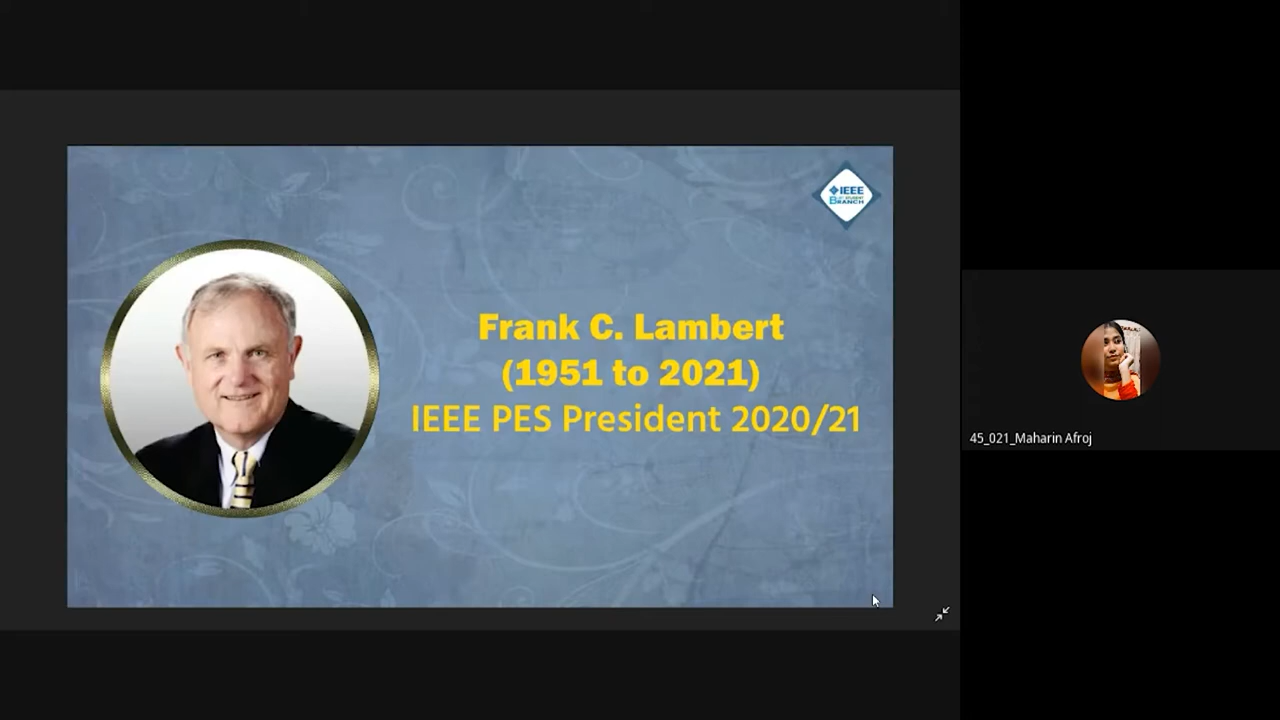 IEEE
BRANCH
Frank C. Lambert
(1951 to 2021)
IEEE PES President 2020/21
45_021_Maharin Afroj